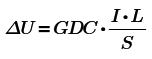 ΔU = GDC • I • L / S